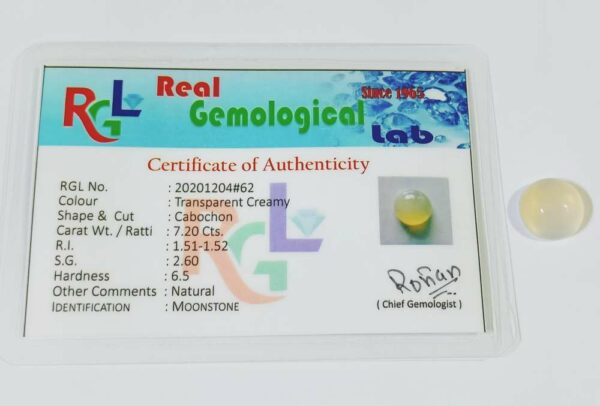 RGL
Real Gemological Lab
Since 1965
Certificate of Authenticity
RGL No. : 20201204#62
Colour : Transparent Creamy
Shape & Cut : Cabochon
Carat Wt. / Ratti : 7.20 Cts.
R.I. : 1.51-1.52
S.G. : 2.60
Hardness : 6.5
Other Comments : Natural
IDENTIFICATION : MOONSTONE
RGL
Rohan
( Chief Gemologist )